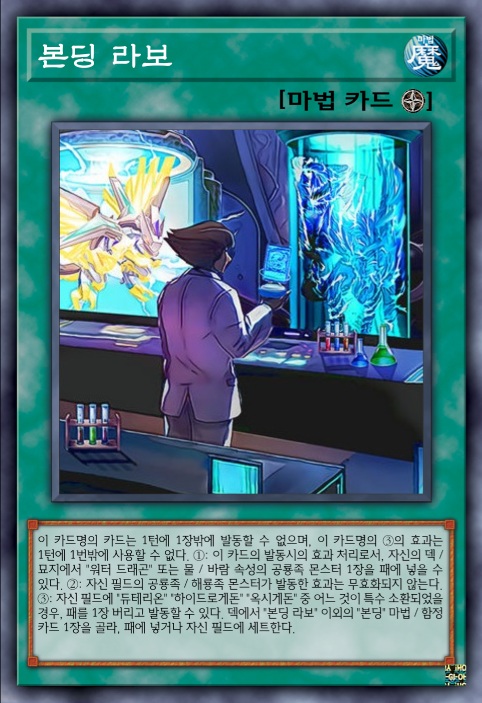 본딩 라보
마법
魔
[마법 카드 ]
이 카드명의 카드는 1턴에 1장밖에 발동할 수 없으며, 이 카드명의 ③의 효과는
1턴에 1번밖에 사용할 수 없다. ①: 이 카드의 발동시의 효과 처리로서, 자신의 덱 /
묘지에서 "워터 드래곤" 또는 물 / 바람 속성의 공룡족 몬스터 1장을 패에 넣을 수
있다. ②: 자신 필드의 공룡족 / 해룡족 몬스터가 발동한 효과는 무효화되지 않는다.
③: 자신 필드에 "듀테리온" "하이드로게돈" "옥시게돈" 중 어느 것이 특수 소환되었을
경우, 패를 1장 버리고 발동할 수 있다. 덱에서 "본딩 라보" 이외의 "본딩" 마법 / 함정
카드 1장을 골라, 패에 넣거나 자신 필드에 세트한다.